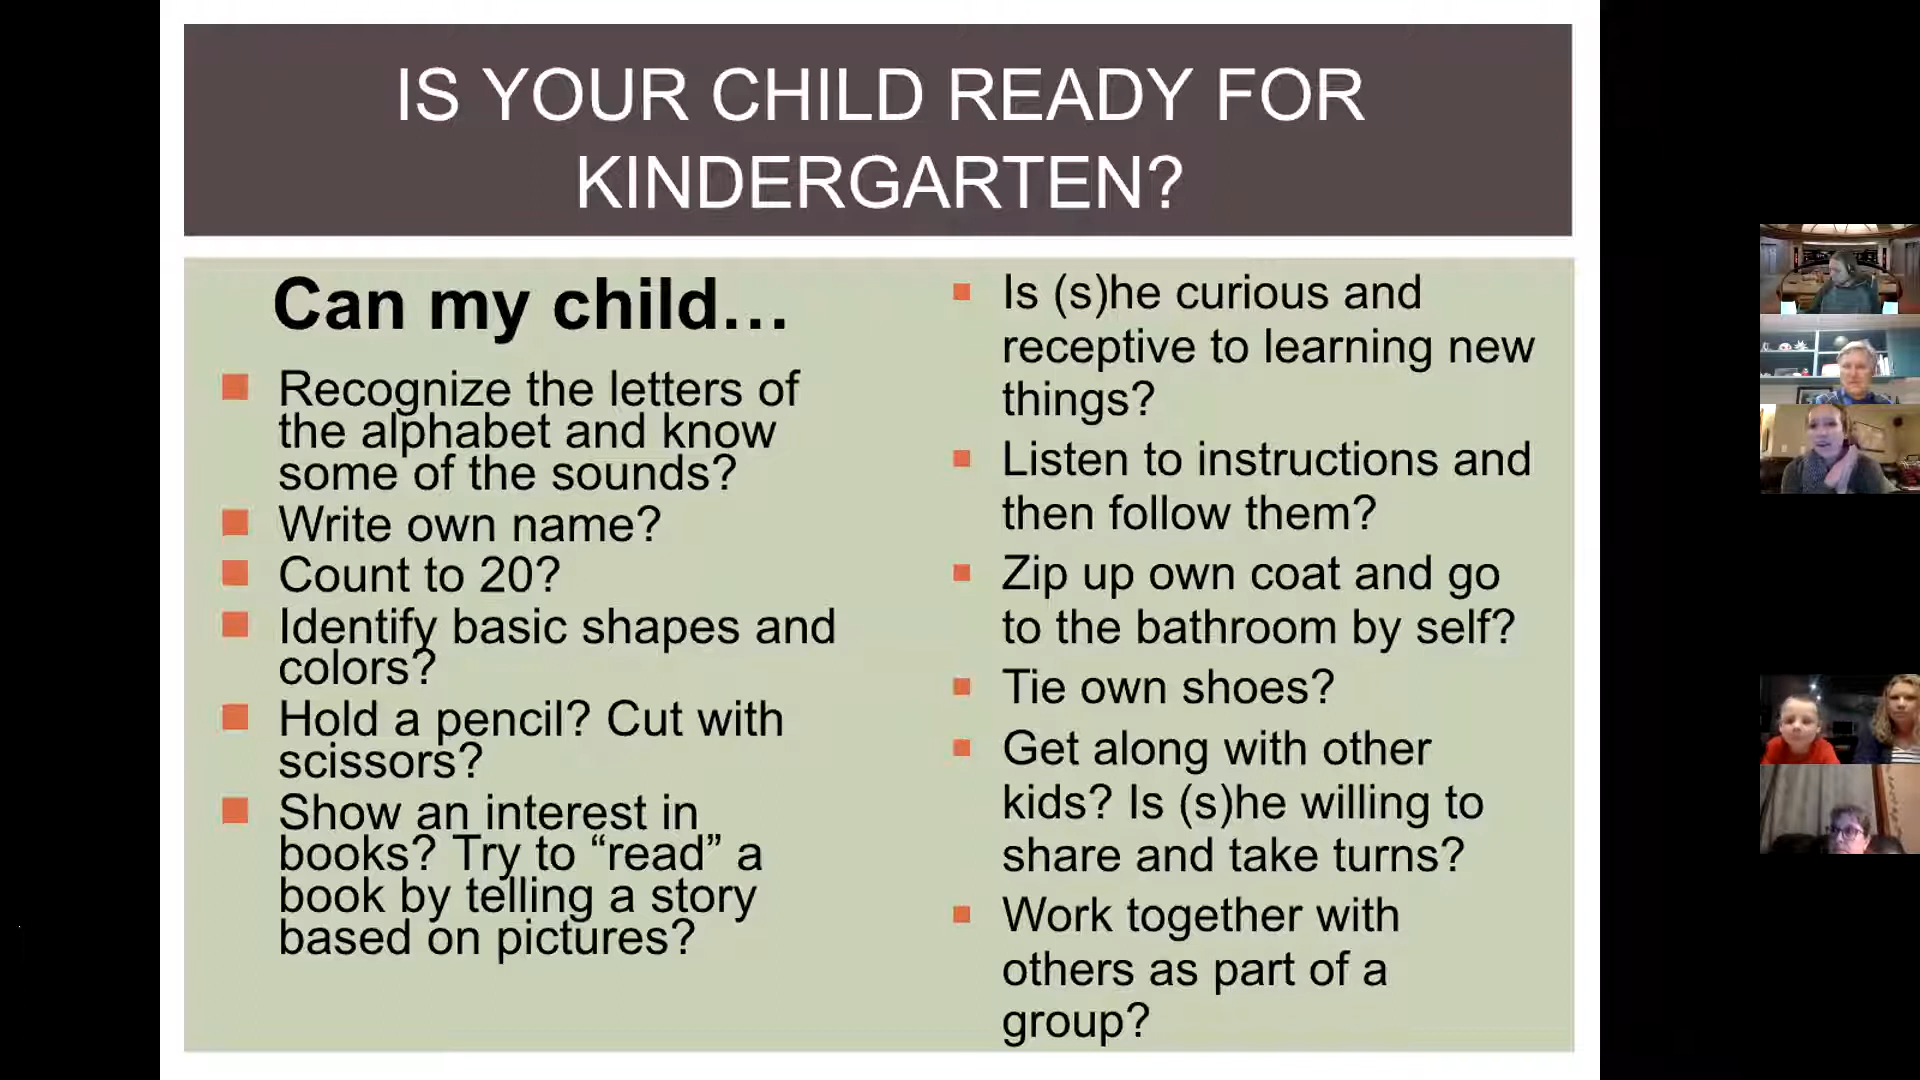 IS YOUR CHILD READY FOR
KINDERGARTEN?
Can my child…
Recognize the letters of
the alphabet and know
some of the sounds?
Write own name?
Count to 20?
Identify basic shapes and
colors?
Hold a pencil? Cut with
scissors?
Show an interest in
books? Try to “read” a
book by telling a story
based on pictures?
Is (s)he curious and
receptive to learning new
things?
Listen to instructions and
then follow them?
Zip up own coat and go
to the bathroom by self?
Tie own shoes?
Get along with other
kids? Is (s)he willing to
share and take turns?
Work together with
others as part of a
group?